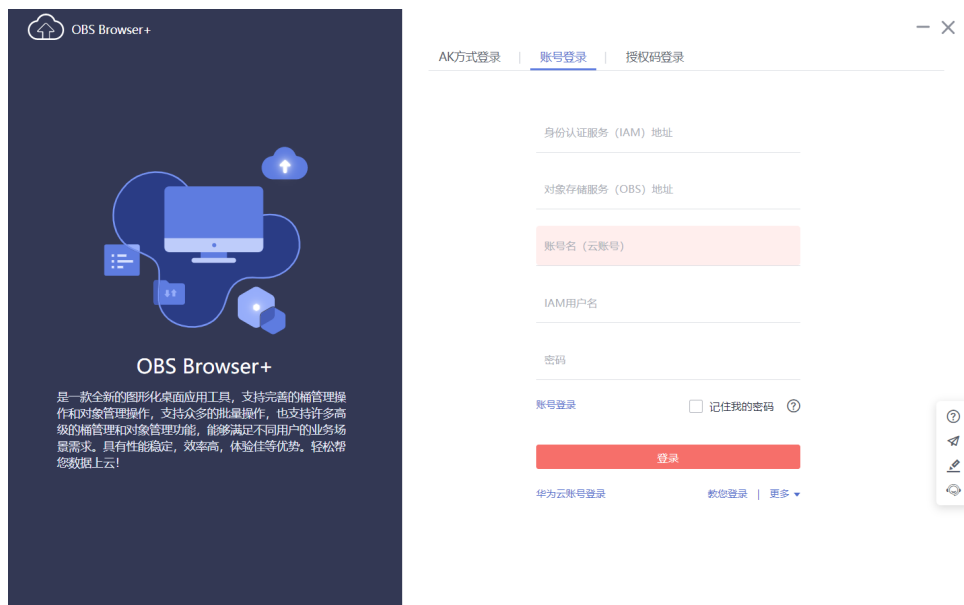 OBS Browser+
AK方式登录 | 账号登录 | 授权码登录
身份认证服务（IAM）地址
对象存储服务（OBS）地址
账号名（云账号）
IAM用户名
密码
账号登录
记住我的密码
登录
华为云账号登录
教您登录 | 更多
OBS Browser+
是一款全新的图形化桌面应用工具，支持完善的桶管理操
作和对象管理操作，支持众多的批量操作，也支持许多高
级的桶管理和对象管理功能，能够满足不同用户的业务场
景需求。具有性能稳定，效率高，体验佳等优势。轻松帮
您数据上云！